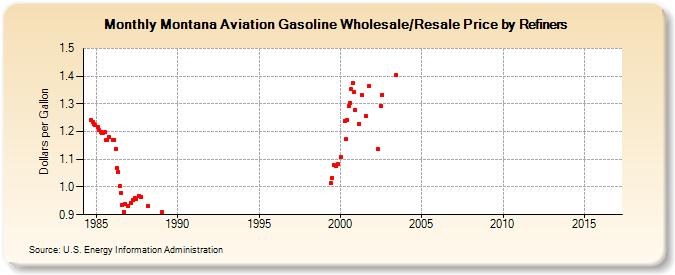 Monthly Montana Aviation Gasoline Wholesale/Resale Price by Refiners
Dollars per Gallon
1.5
1.4
1.3
1.2
1.1
1.0
0.9
1985 1990 1995 2000 2005 2010 2015
Source: U.S. Energy Information Administration